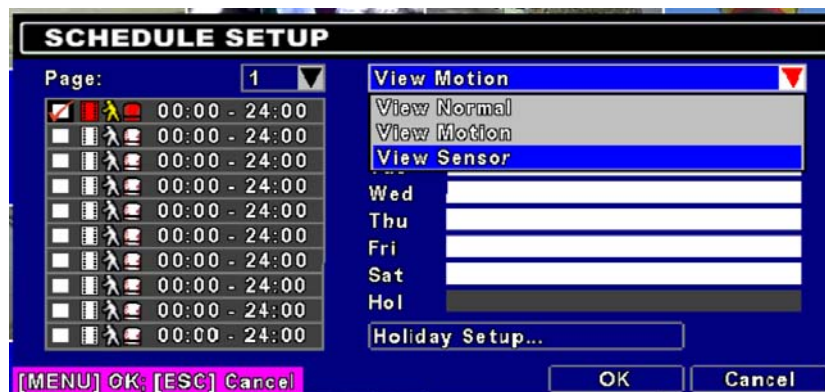 SCHEDULE SETUP
Page: 1
View Motion
View Normal
View Motion
View Sensor
00:00 - 24:00
00:00 - 24:00
00:00 - 24:00
00:00 - 24:00
00:00 - 24:00
00:00 - 24:00
00:00 - 24:00
00:00 - 24:00
00:00 - 24:00
00:00 - 24:00
Wed
Thu
Fri
Sat
Hol
Holiday Setup...
[MENU] OK; [ESC] Cancel
OK
Cancel